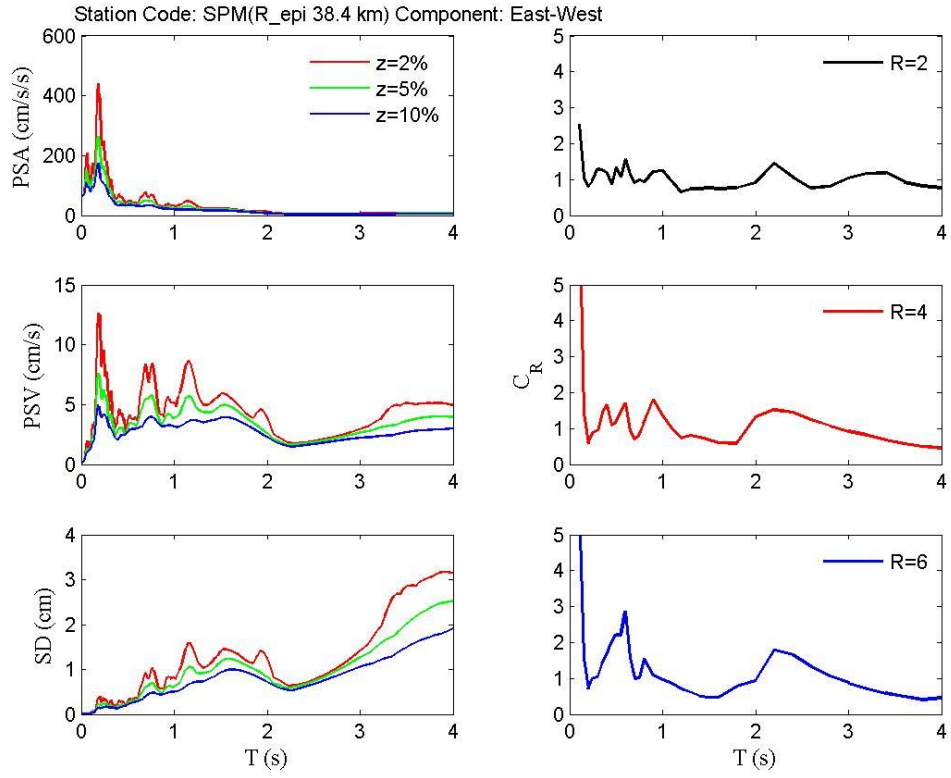 Station Code: SPM(R_epi 38.4 km) Component: East-West
600
400
200
0
PSA (cm/s/s)
z=2%
z=5%
z=10%
0 1 2 3 4
5
4
3
2
1
0
R=2
0 1 2 3 4
15
10
5
0
PSV (cm/s)
0 1 2 3 4
5
4
3
2
1
0
C_R
R=4
0 1 2 3 4
4
3
2
1
0
SD (cm)
0 1 2 3 4
T (s)
5
4
3
2
1
0
R=6
0 1 2 3 4
T (s)